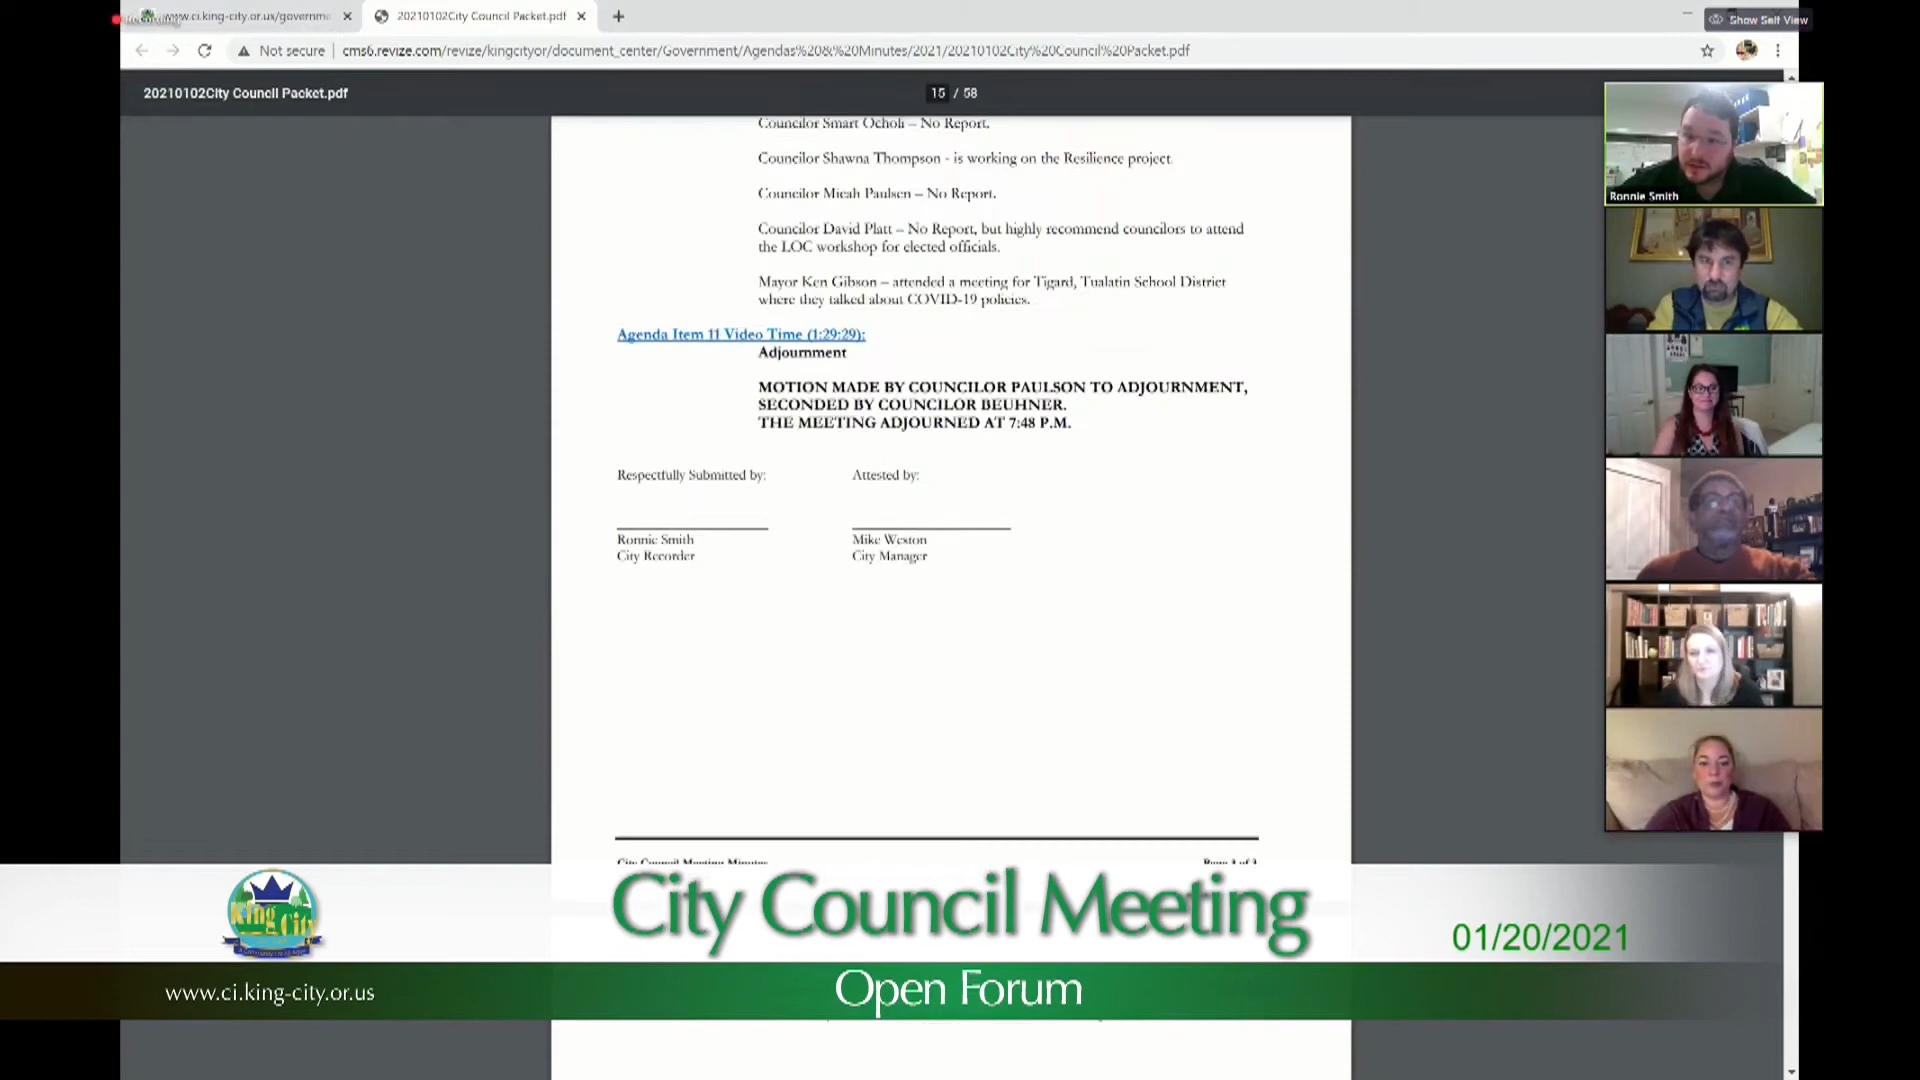 www.ci.king-city.or.us/governme
20210102City Council Packet.pdf
Show Self View
Not secure
cms6.revize.com/revize/kingcityor/document_center/Government/Agendas%20&%20Minutes/2021/20210102City%20Council%20Packet.pdf
20210102City Council Packet.pdf
15 / 58
Councilor Smart Ocholi – No Report.
Councilor Shawna Thompson - is working on the Resilience project.
Councilor Micah Paulsen – No Report.
Councilor David Platt – No Report, but highly recommend councilors to attend
the LOC workshop for elected officials.
Mayor Ken Gibson – attended a meeting for Tigard, Tualatin School District
where they talked about COVID-19 policies.
Agenda Item 11 Video Time (1:29:29):
Adjournment
MOTION MADE BY COUNCILOR PAULSON TO ADJOURNMENT,
SECONDED BY COUNCILOR BEUHNER.
THE MEETING ADJOURNED AT 7:48 P.M.
Respectfully Submitted by:
Attested by:
Ronnie Smith
City Recorder
Mike Weston
City Manager
Ronnie Smith
City Council Meeting Minutes
King City
City Council Meeting
01/20/2021
Open Forum
www.ci.king-city.or.us